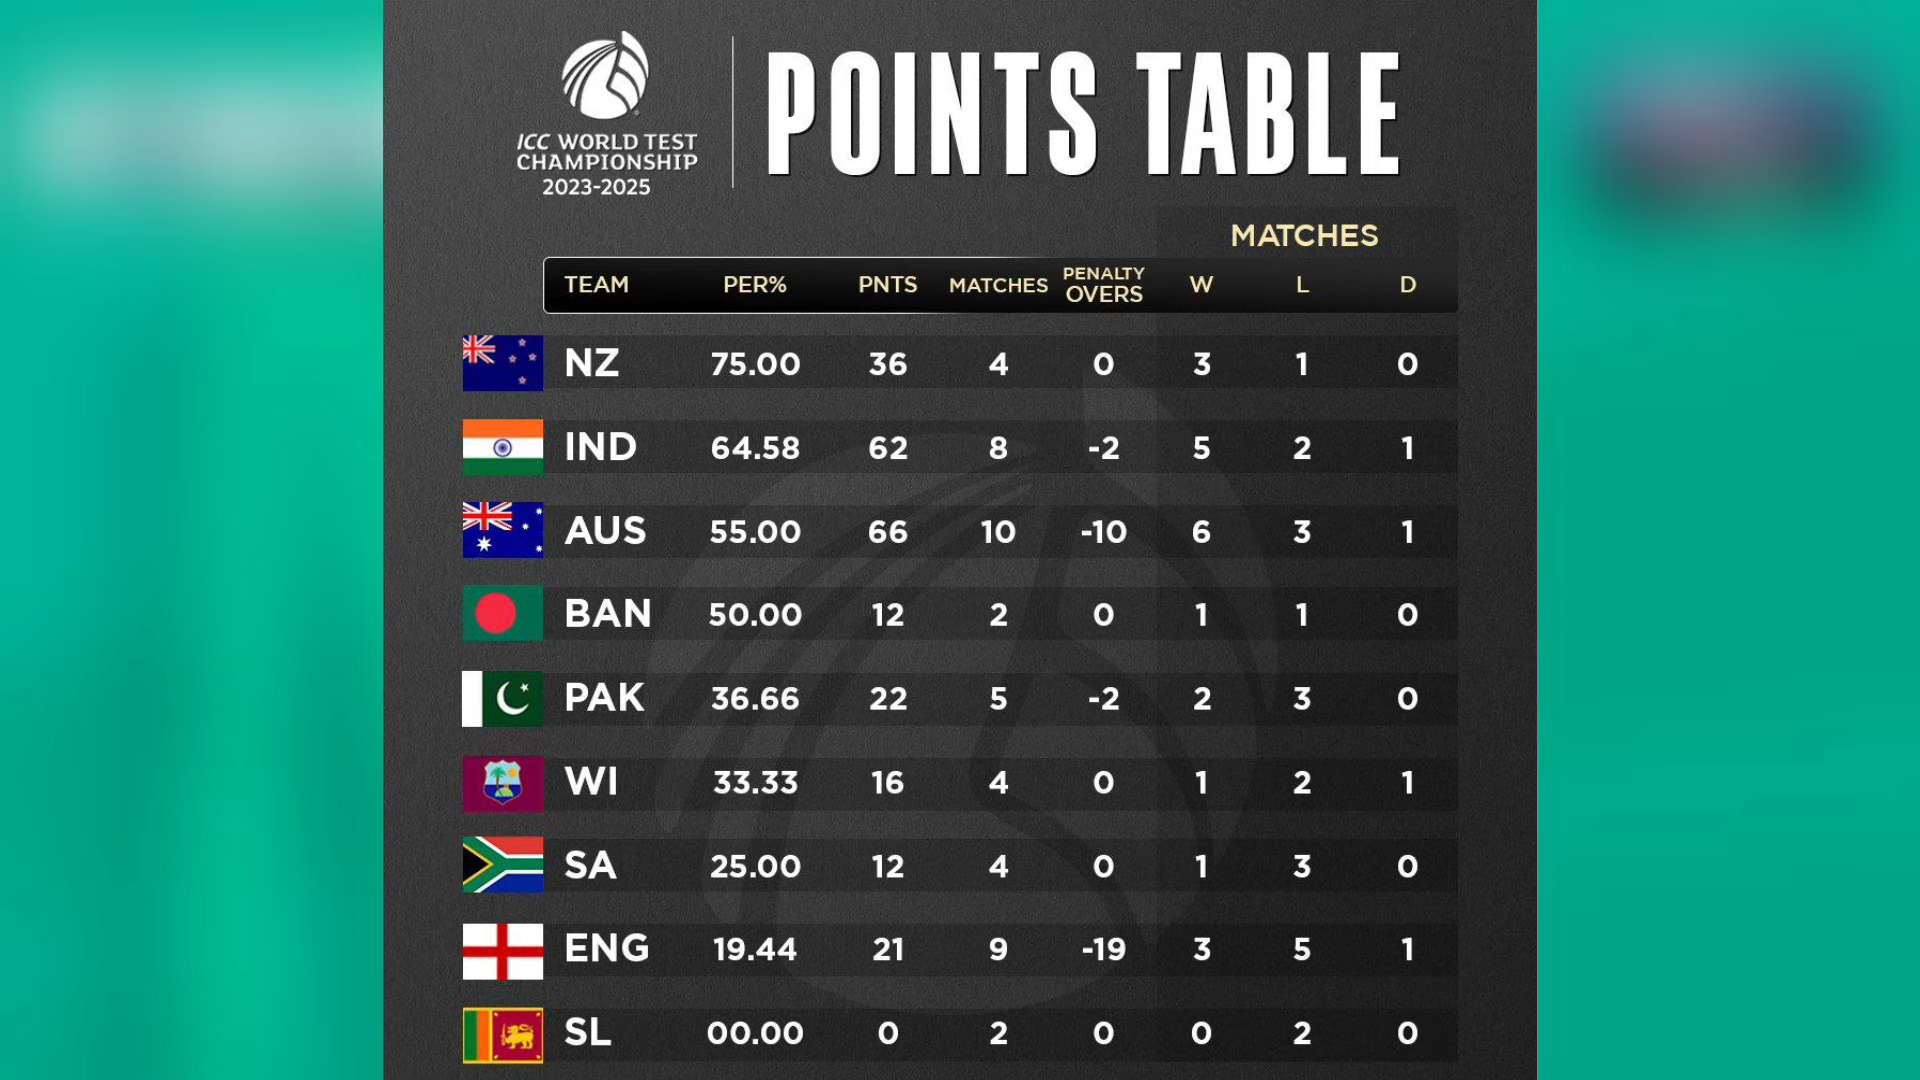 ICC WORLD TEST
CHAMPIONSHIP
2023-2025
POINTS TABLE
MATCHES
TEAM PER% PNTS MATCHES PENALTY OVERS W L D
NZ 75.00 36 4 0 3 1 0
IND 64.58 62 8 -2 5 2 1
AUS 55.00 66 10 -10 6 3 1
BAN 50.00 12 2 0 1 1 0
PAK 36.66 22 5 -2 2 3 0
WI 33.33 16 4 0 1 2 1
SA 25.00 12 4 0 1 3 0
ENG 19.44 21 9 -19 3 5 1
SL 00.00 0 2 0 0 2 0